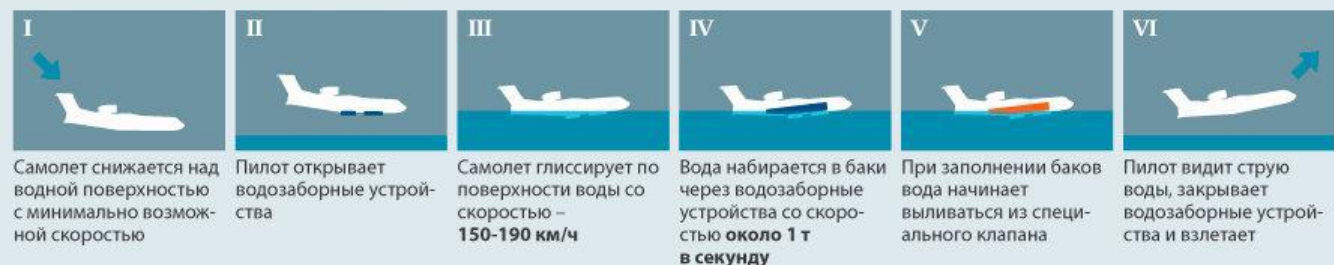 I
Самолет снижается над
водной поверхностью
с минимально возмож-
ной скоростью
II
Пилот открывает
водозаборные устрой-
ства
III
Самолет глиссирует по
поверхности воды со
скоростью –
150-190 км/ч
IV
Вода набирается в баки
через водозаборные
устройства со скоро-
стью около 1 т
в секунду
V
При заполнении баков
вода начинает
выливаться из специ-
ального клапана
VI
Пилот видит струю
воды, закрывает
водозаборные устрой-
ства и взлетает